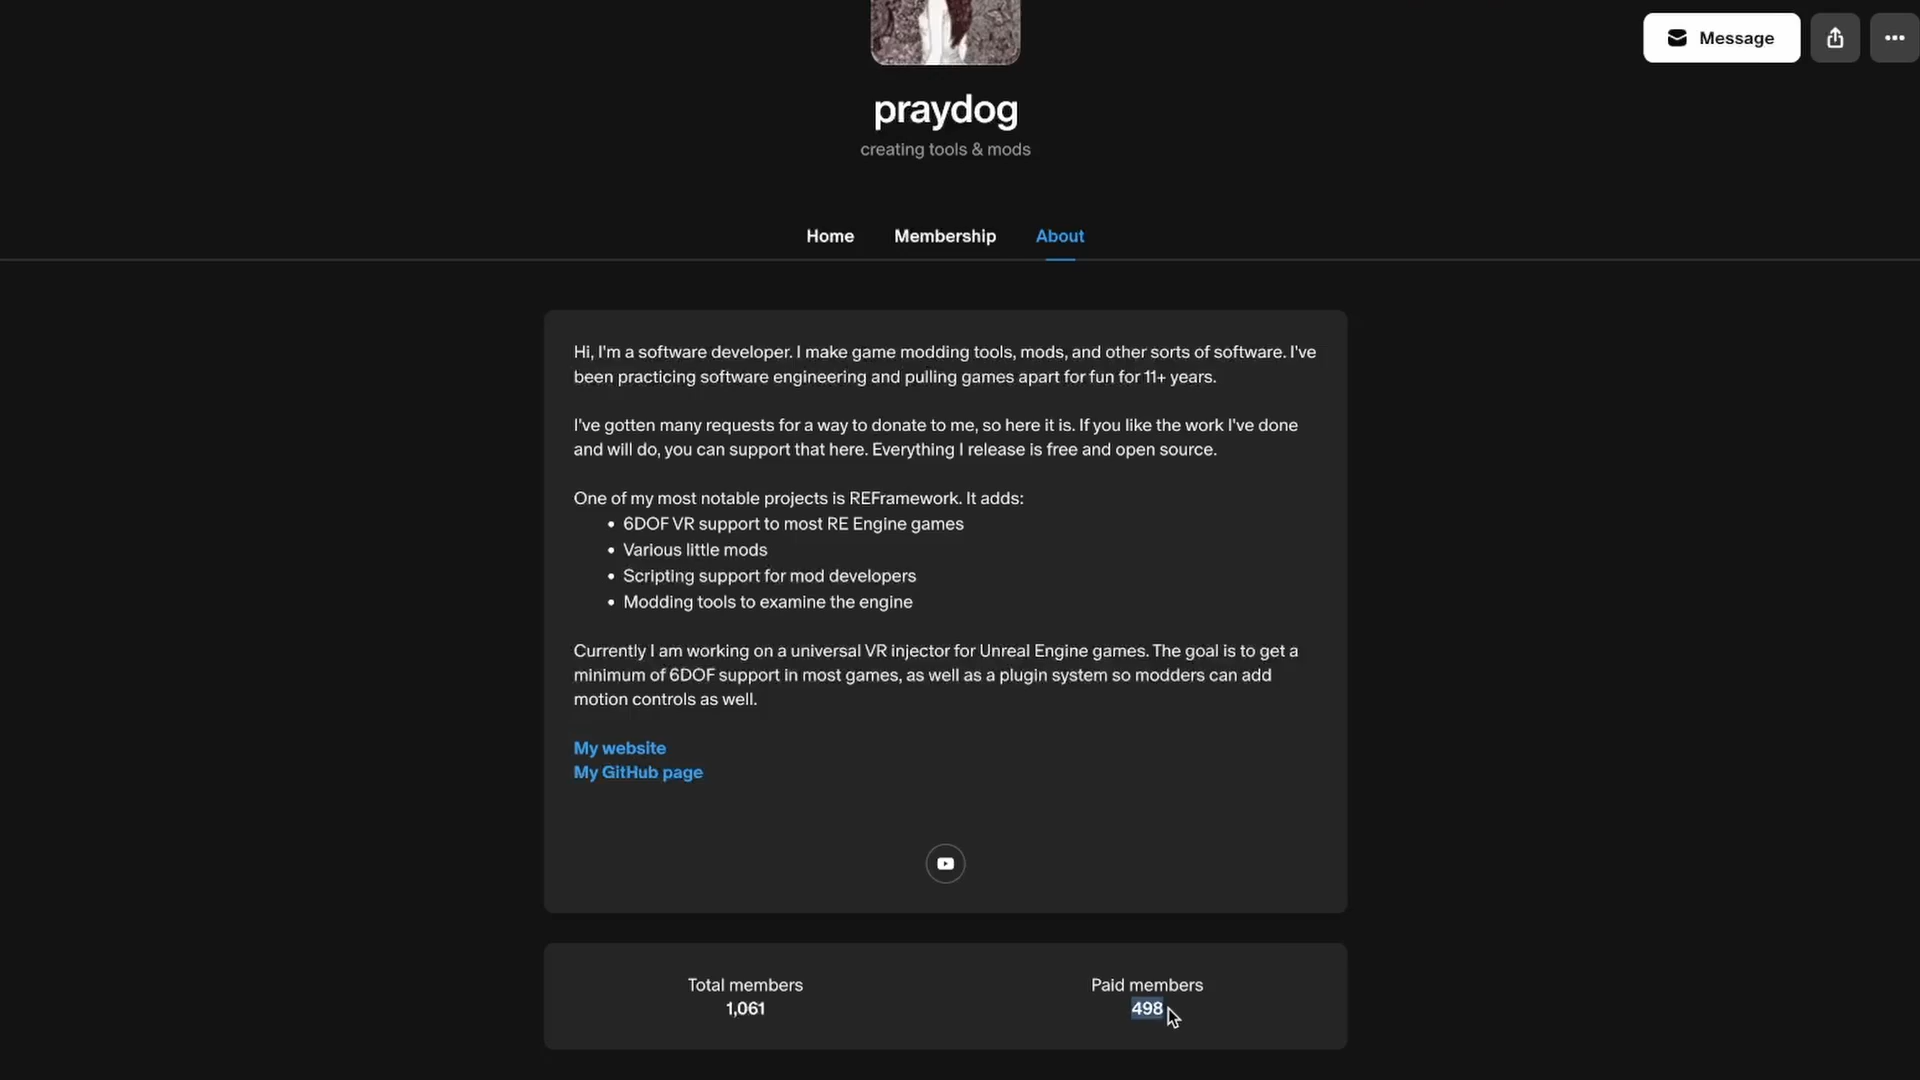 Message
praydog
creating tools & mods
Home
Membership
About
Hi, I'm a software developer. I make game modding tools, mods, and other sorts of software. I've
been practicing software engineering and pulling games apart for fun for 11+ years.
I've gotten many requests for a way to donate to me, so here it is. If you like the work I've done
and will do, you can support that here. Everything I release is free and open source.
One of my most notable projects is REFramework. It adds:
• 6DOF VR support to most RE Engine games
• Various little mods
• Scripting support for mod developers
• Modding tools to examine the engine
Currently I am working on a universal VR injector for Unreal Engine games. The goal is to get a
minimum of 6DOF support in most games, as well as a plugin system so modders can add
motion controls as well.
My website
My GitHub page
Total members
1,061
Paid members
498